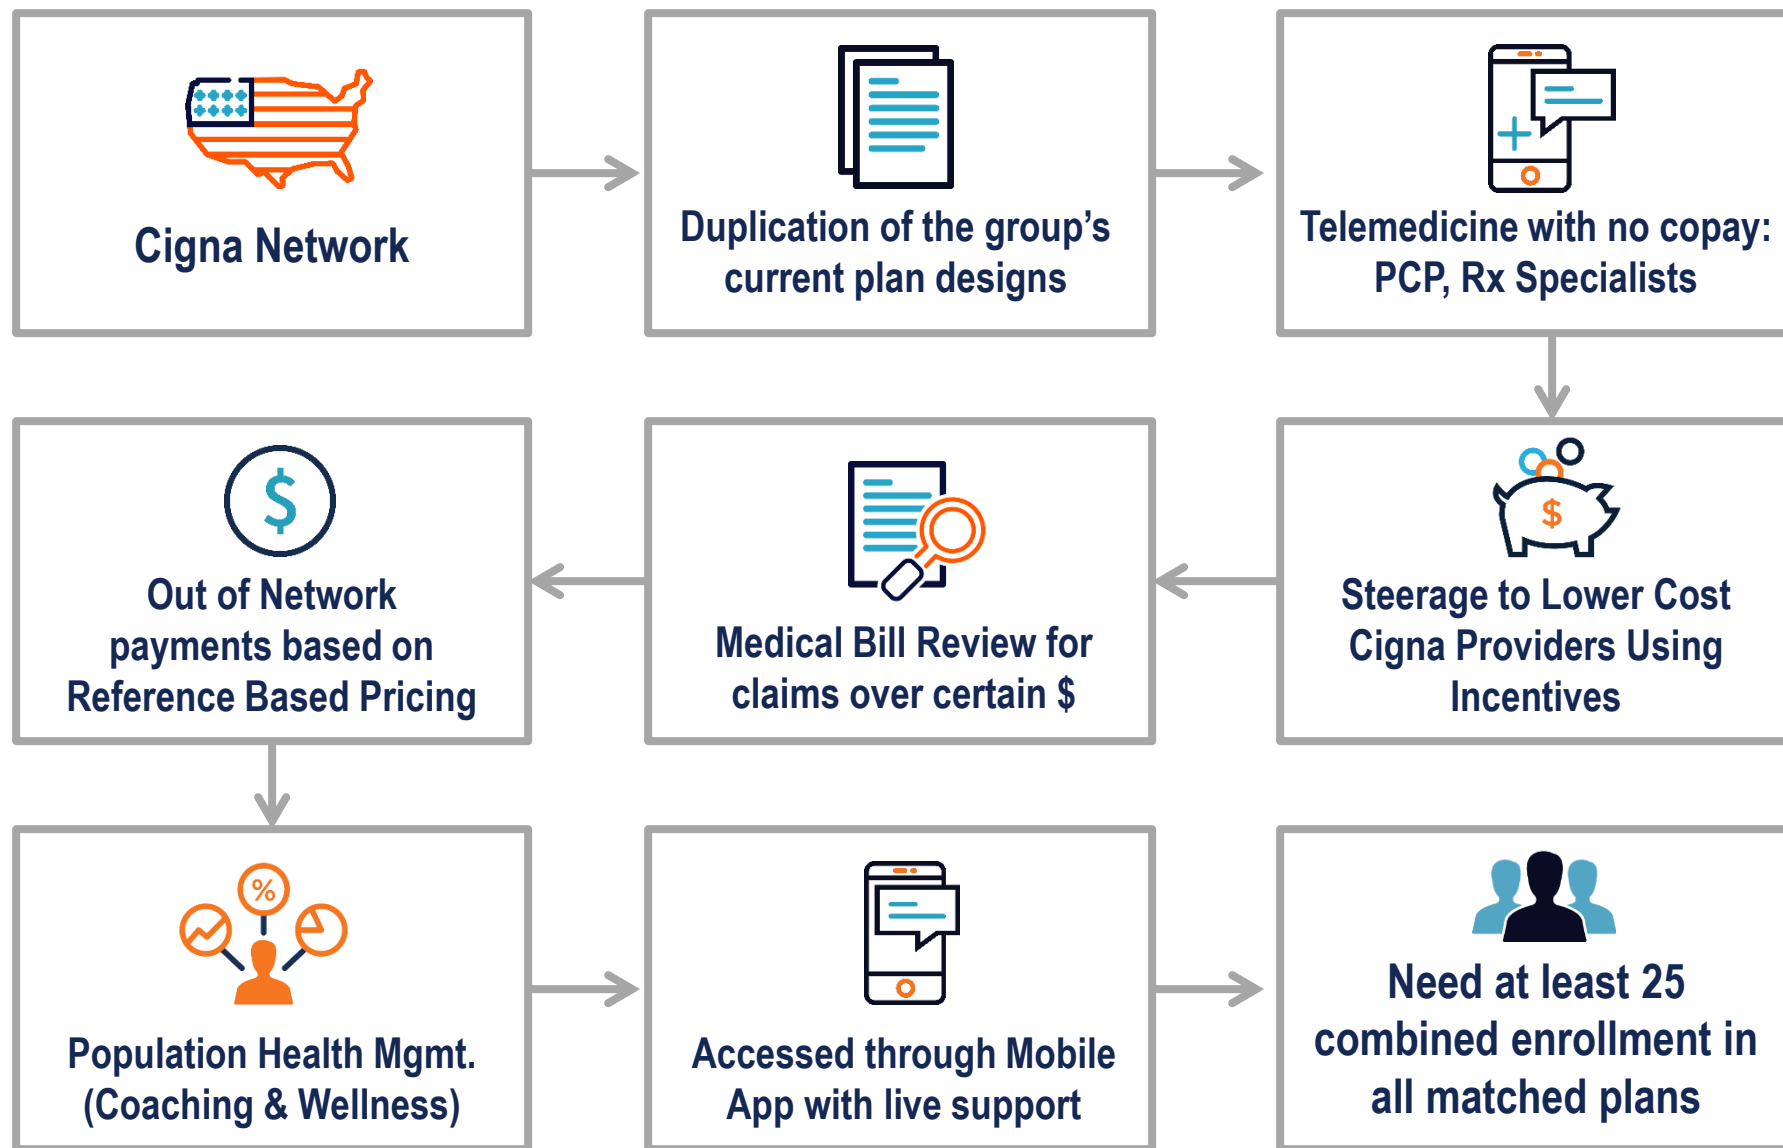 Cigna Network
Duplication of the group’s
current plan designs
Telemedicine with no copay:
PCP, Rx Specialists
$
Steerage to Lower Cost
Cigna Providers Using
Incentives
Medical Bill Review for
claims over certain $
$
Out of Network
payments based on
Reference Based Pricing
%
Population Health Mgmt.
(Coaching & Wellness)
Accessed through Mobile
App with live support
Need at least 25
combined enrollment in
all matched plans